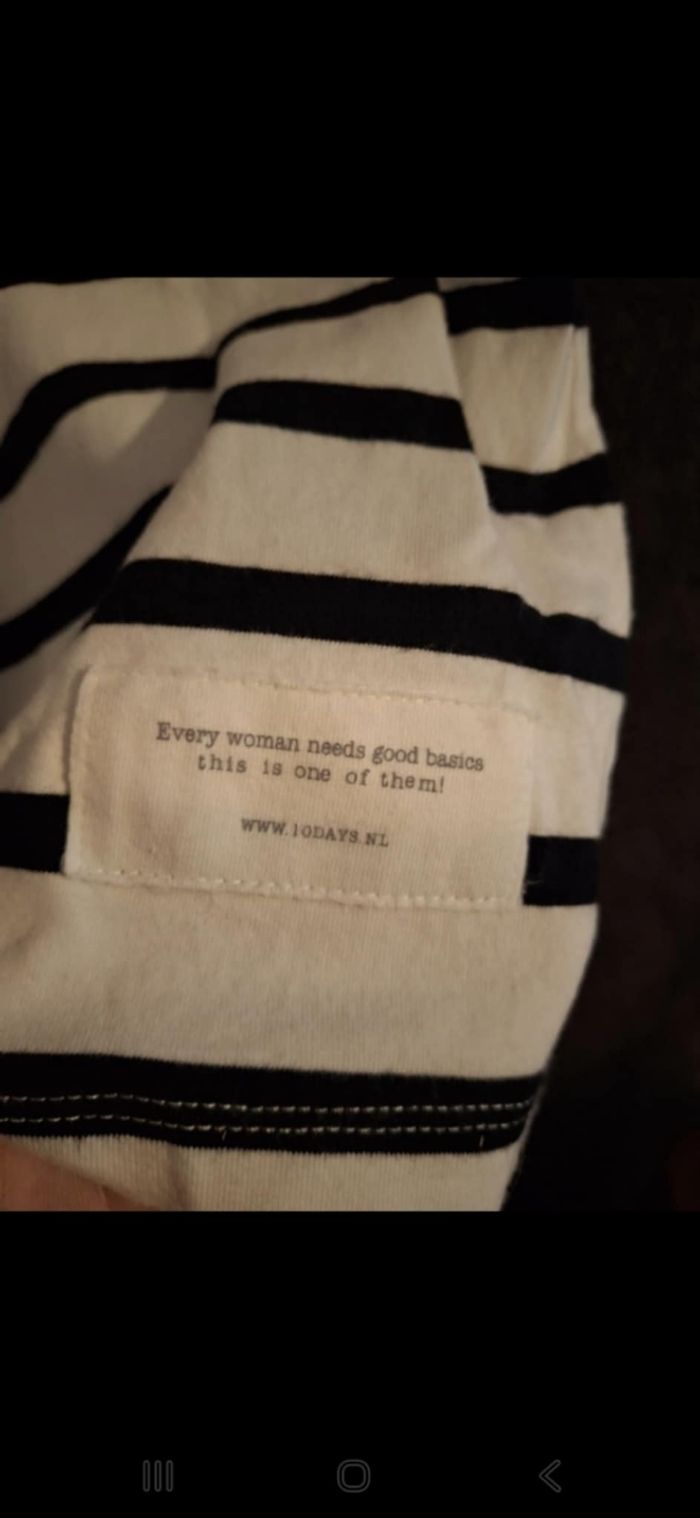 Every woman needs good basics
this is one of them!
WWW.10DAYS.NL